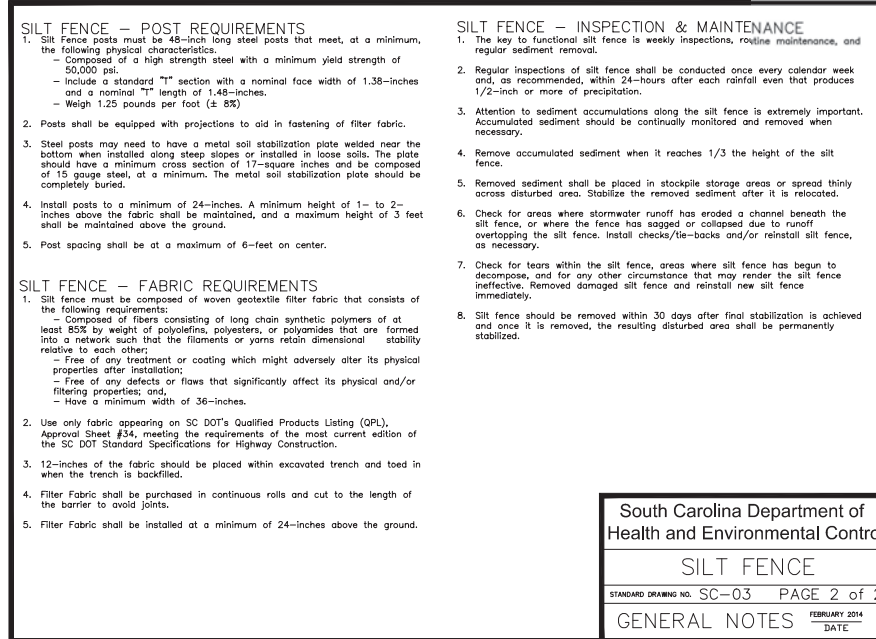 SILT FENCE – POST REQUIREMENTS
1. Silt Fence posts must be 48–inch long steel posts that meet, at a minimum,
the following physical characteristics.
– Composed of a high strength steel with a minimum yield strength of
50,000 psi.
– Include a standard "T" section with a nominal face width of 1.38–inches
and a nominal "T" length of 1.48–inches.
– Weigh 1.25 pounds per foot (± 8%)
2. Posts shall be equipped with projections to aid in fastening of filter fabric.
3. Steel posts may need to have a metal soil stabilization plate welded near the
bottom when installed along steep slopes or installed in loose soils. The plate
should have a minimum cross section of 17–square inches and be composed
of 15 gauge steel, at a minimum. The metal soil stabilization plate should be
completely buried.
4. Install posts to a minimum of 24–inches. A minimum height of 1– to 2–
inches above the fabric shall be maintained, and a maximum height of 3 feet
shall be maintained above the ground.
5. Post spacing shall be at a maximum of 6–feet on center.
SILT FENCE – FABRIC REQUIREMENTS
1. Silt fence must be composed of woven geotextile filter fabric that consists of
the following requirements:
– Composed of fibers consisting of long chain synthetic polymers of at
least 85% by weight of polyolefins, polyesters, or polyamides that are formed
into a network such that the filaments or yarns retain dimensional stability
relative to each other;
– Free of any treatment or coating which might adversely alter its physical
properties after installation;
– Free of any defects or flaws that significantly affect its physical and/or
filtering properties; and,
– Have a minimum width of 36–inches.
2. Use only fabric appearing on SC DOT's Qualified Products Listing (QPL),
Approval Sheet #34, meeting the requirements of the most current edition of
the SC DOT Standard Specifications for Highway Construction.
3. 12–inches of the fabric should be placed within excavated trench and toed in
when the trench is backfilled.
4. Filter Fabric shall be purchased in continuous rolls and cut to the length of
the barrier to avoid joints.
5. Filter Fabric shall be installed at a minimum of 24–inches above the ground.
SILT FENCE – INSPECTION & MAINTENANCE
1. The key to functional silt fence is weekly inspections, routine maintenance, and
regular sediment removal.
2. Regular inspections of silt fence shall be conducted once every calendar week
and, as recommended, within 24–hours after each rainfall even that produces
1/2–inch or more of precipitation.
3. Attention to sediment accumulations along the silt fence is extremely important.
Accumulated sediment should be continually monitored and removed when
necessary.
4. Remove accumulated sediment when it reaches 1/3 the height of the silt
fence.
5. Removed sediment shall be placed in stockpile storage areas or spread thinly
across disturbed area. Stabilize the removed sediment after it is relocated.
6. Check for areas where stormwater runoff has eroded a channel beneath the
silt fence, or where the fence has sagged or collapsed due to runoff
overtopping the silt fence. Install checks/tie–backs and/or reinstall silt fence,
as necessary.
7. Check for tears within the silt fence, areas where silt fence has begun to
decompose, and for any other circumstance that may render the silt fence
ineffective. Removed damaged silt fence and reinstall new silt fence
immediately.
8. Silt fence should be removed within 30 days after final stabilization is achieved
and once it is removed, the resulting disturbed area shall be permanently
stabilized.
South Carolina Department of
Health and Environmental Contro
SILT FENCE
STANDARD DRAWING NO. SC–03 PAGE 2 of 2
GENERAL NOTES FEBRUARY 2014
DATE